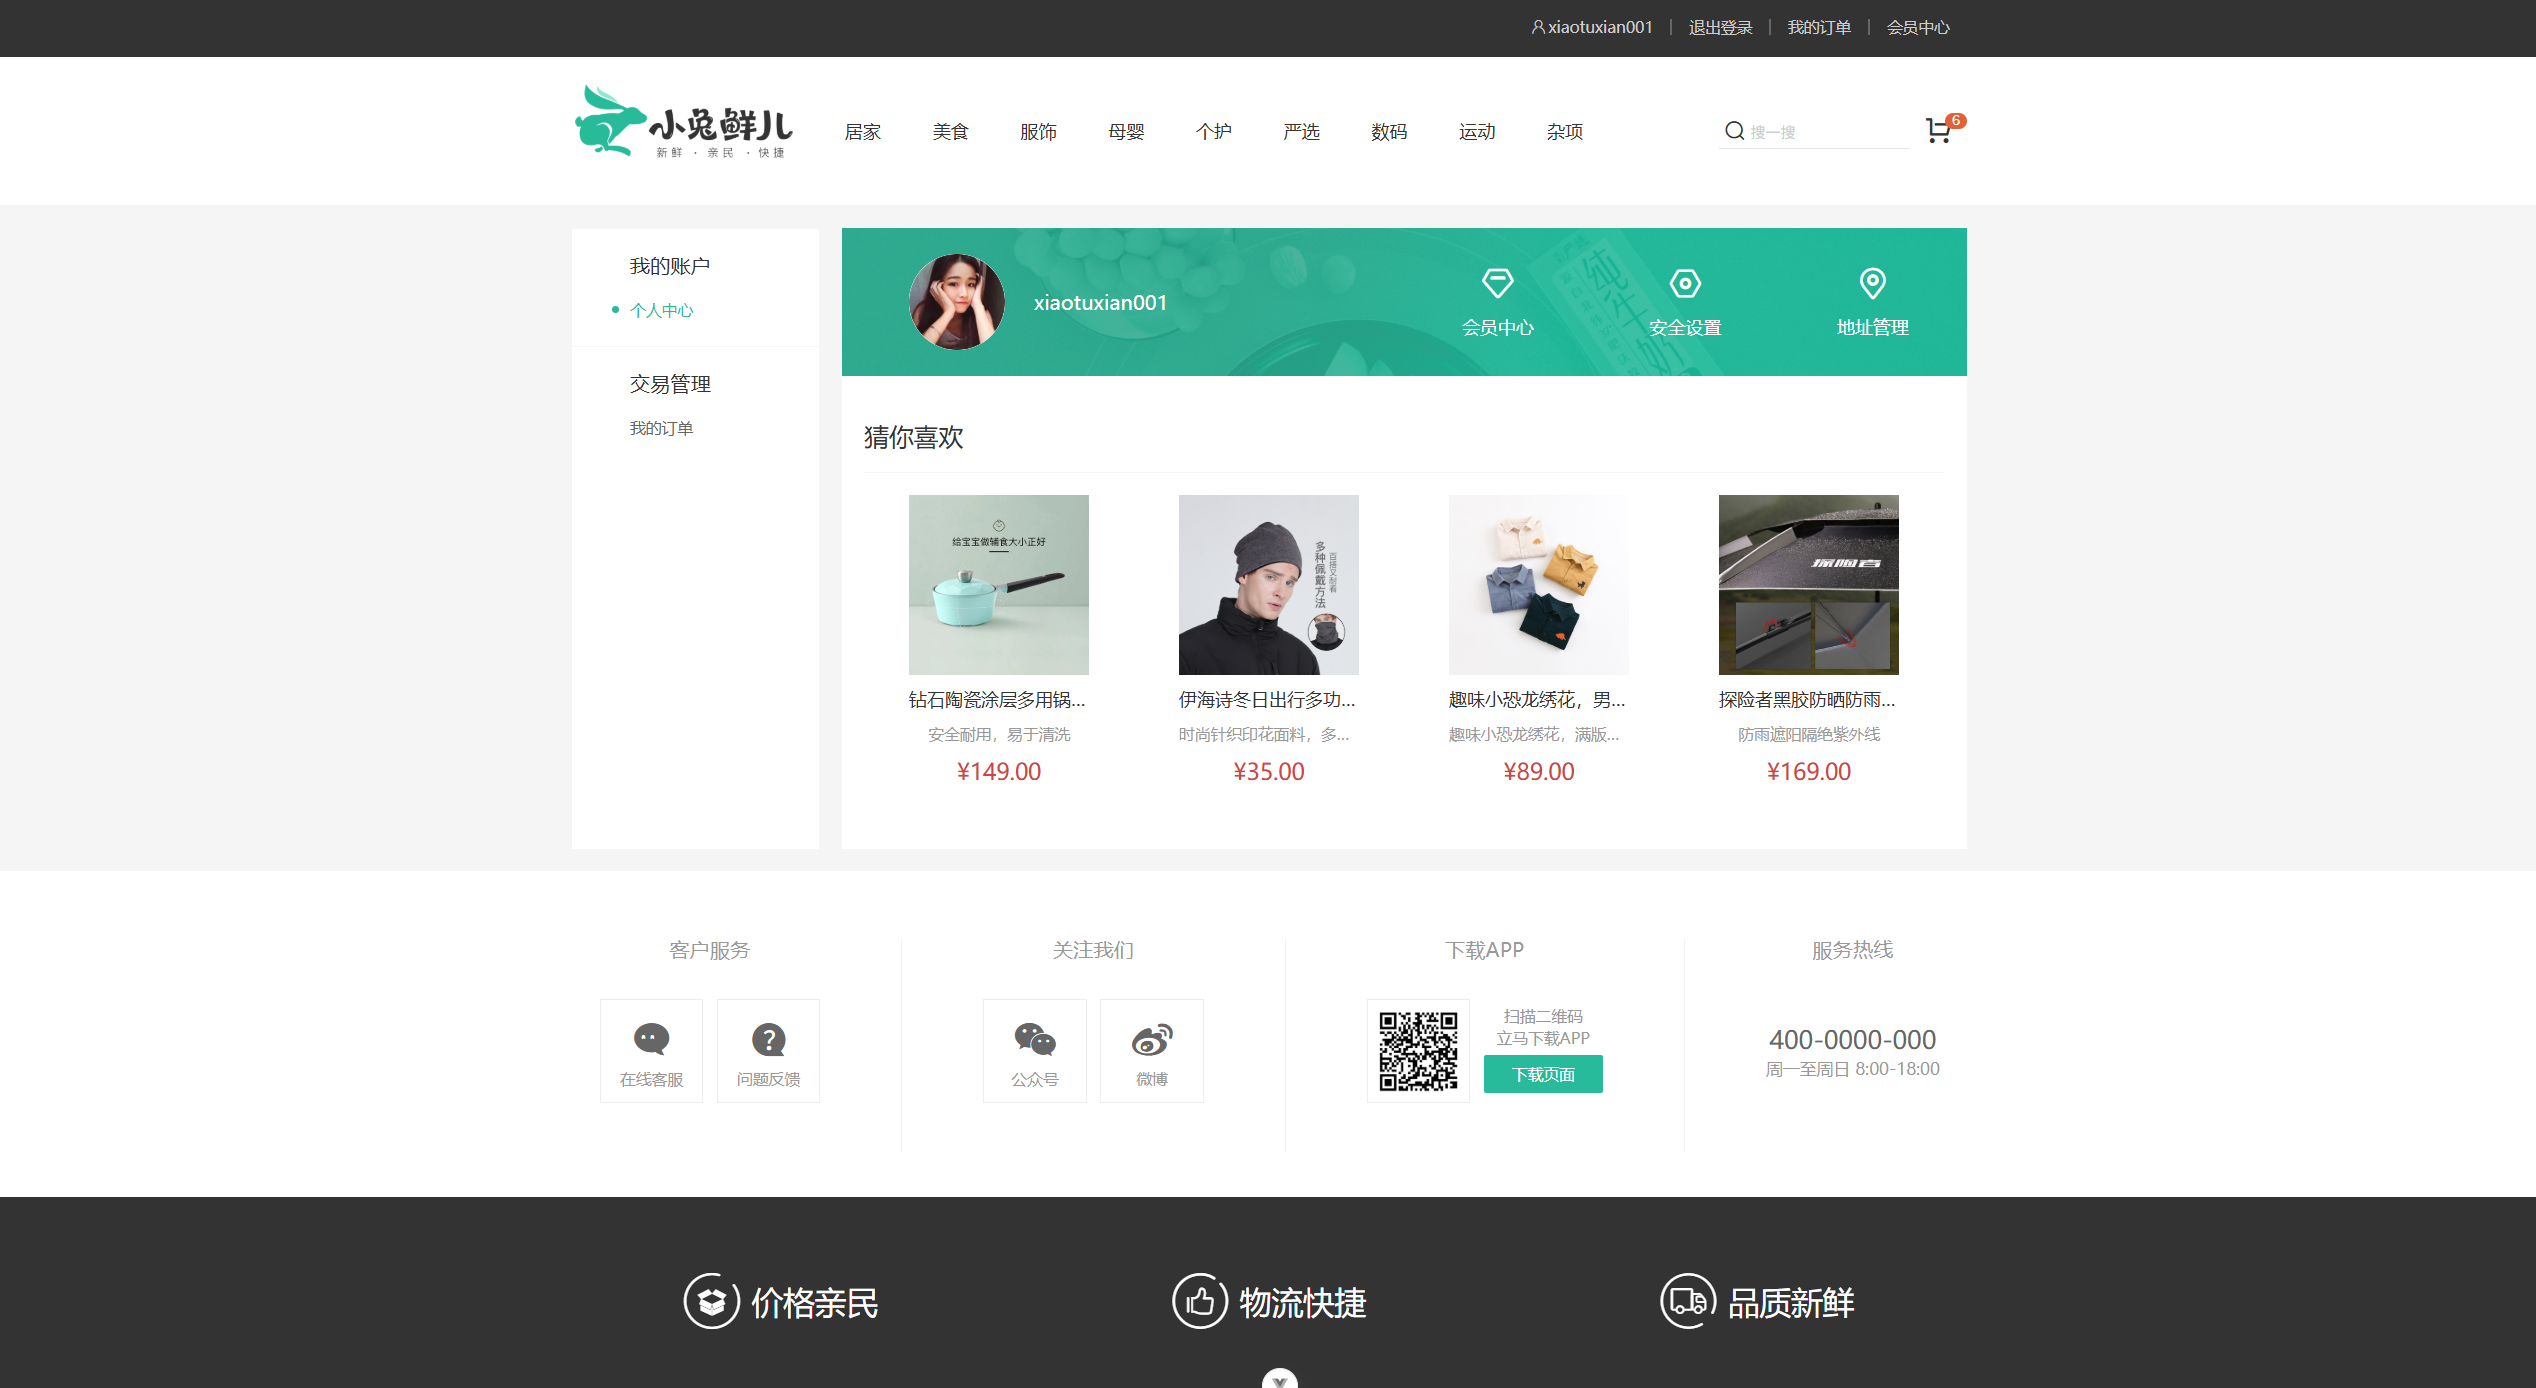 xiaotuxian001 退出登录 我的订单 会员中心
小兔鲜儿
新鲜 · 亲民 · 快捷
居家 美食 服饰 母婴 个护 严选 数码 运动 杂项
搜一搜
6
我的账户
个人中心
交易管理
我的订单
xiaotuxian001
会员中心 安全设置 地址管理
纯牛奶
猜你喜欢
给宝宝做辅食大小正好
多种佩戴方法
百搭又耐看
探险者
钻石陶瓷涂层多用锅...
安全耐用，易于清洗
¥149.00
伊海诗冬日出行多功...
时尚针织印花面料，多...
¥35.00
趣味小恐龙绣花，男...
趣味小恐龙绣花，满版...
¥89.00
探险者黑胶防晒防雨...
防雨遮阳隔绝紫外线
¥169.00
客户服务
在线客服 问题反馈
关注我们
公众号 微博
下载APP
扫描二维码
立马下载APP
下载页面
服务热线
400-0000-000
周一至周日 8:00-18:00
价格亲民 物流快捷 品质新鲜